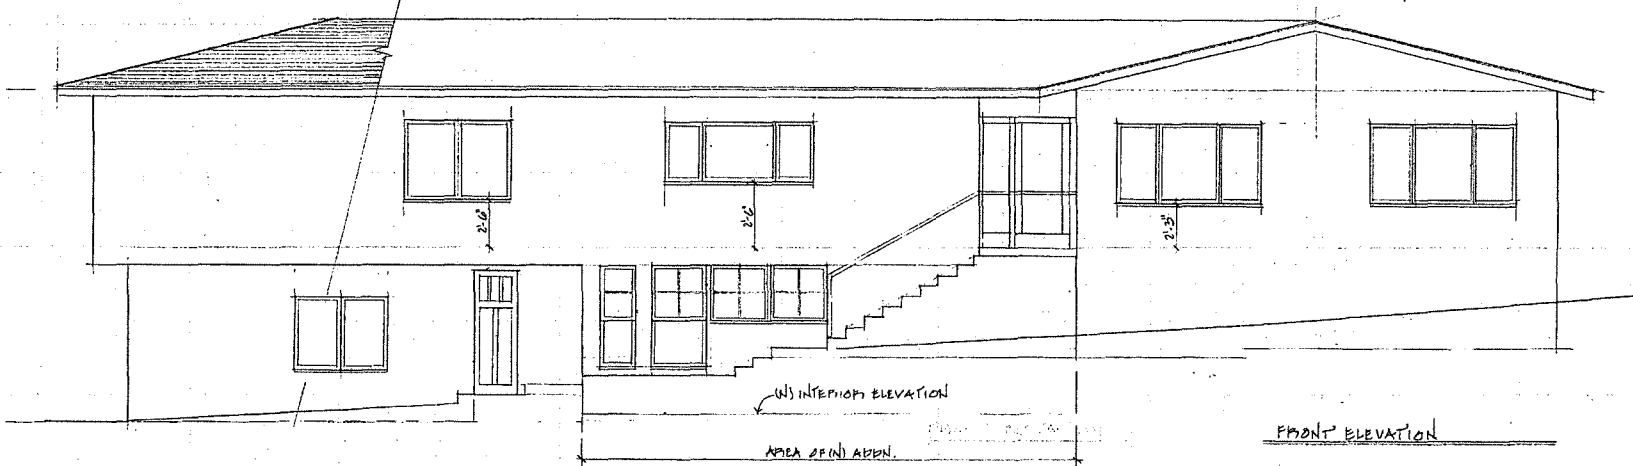 2'-6"
2'-6"
2'-3"
(N) INTERIOR ELEVATION
AREA OF (N) ADDN.
FRONT ELEVATION